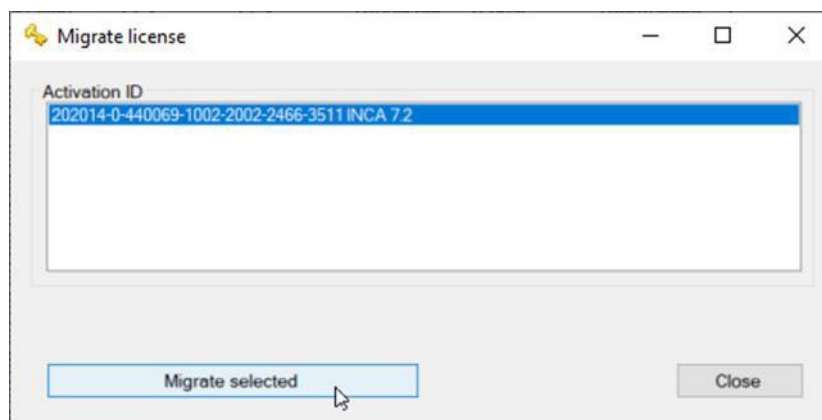 Migrate license
Activation ID
202014-0-440069-1002-2002-2466-3511 INCA 7.2
Migrate selected
Close